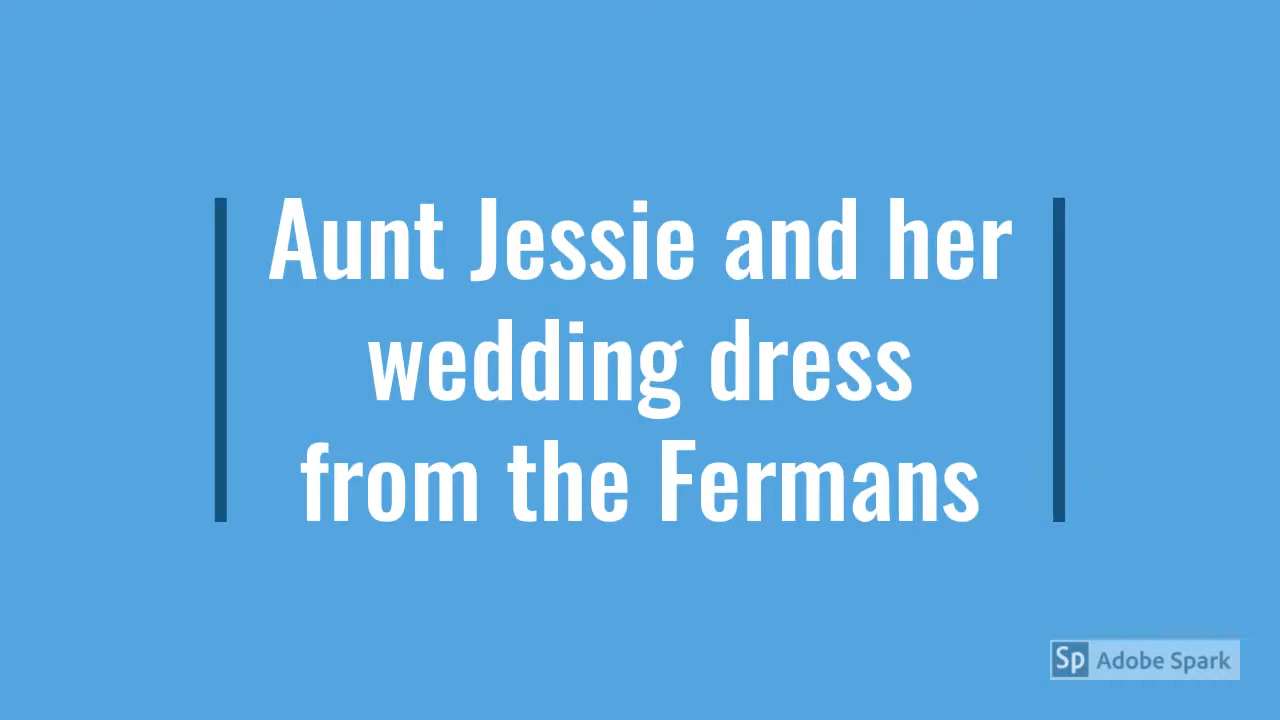 Aunt Jessie and her
wedding dress
from the Fermans
Sp Adobe Spark